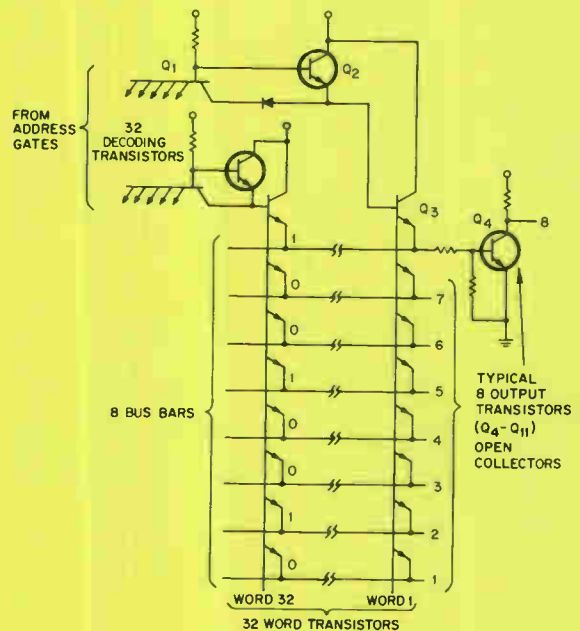 Q1
Q2
FROM
ADDRESS
GATES
32
DECODING
TRANSISTORS
Q3
Q4
8
1
0
7
0
6
1
5
8 BUS BARS
0
4
0
3
1
2
0
1
TYPICAL
8 OUTPUT
TRANSISTORS
(Q4-Q11)
OPEN
COLLECTORS
WORD 32
WORD 1
32 WORD TRANSISTORS